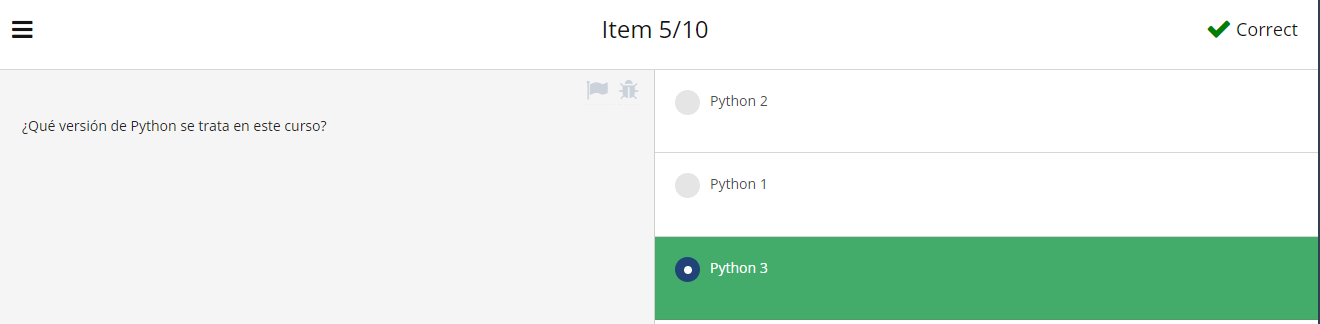 Item 5/10
Correct
¿Qué versión de Python se trata en este curso?
Python 2
Python 1
Python 3